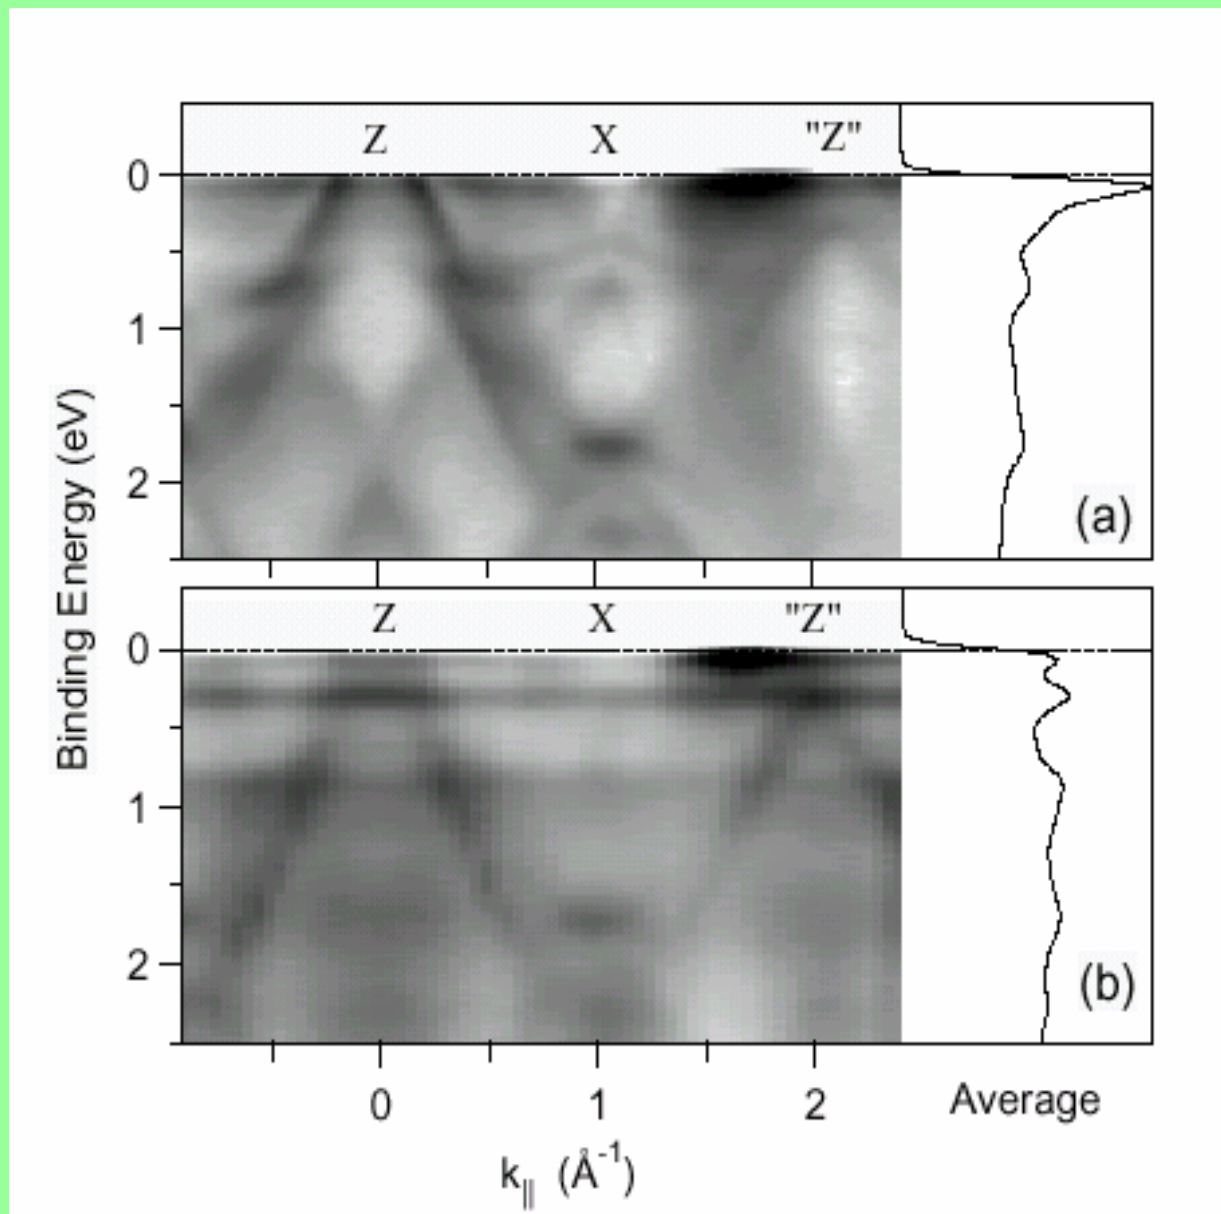 Z X "Z"
0
1
2
(a)
Z X "Z"
0
1
2
(b)
Binding Energy (eV)
0 1 2 Average
k|| (Å-1)